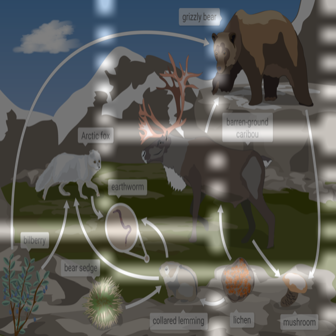 grizzly bear
barren-ground
caribou
Arctic fox
earthworm
bilberry
bear sedge
collared lemming
lichen
mushroom